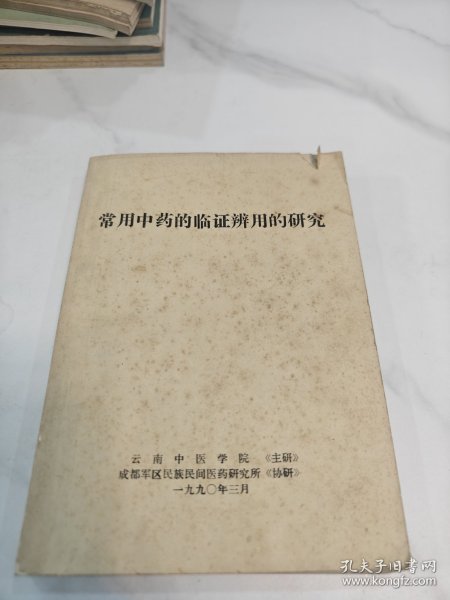 常用中药的临证辨用的研究
云南中医学院《主研》
成都军区民族民间医药研究所《协研》
一九九〇年三月
孔夫子旧书网
www.kongfz.com